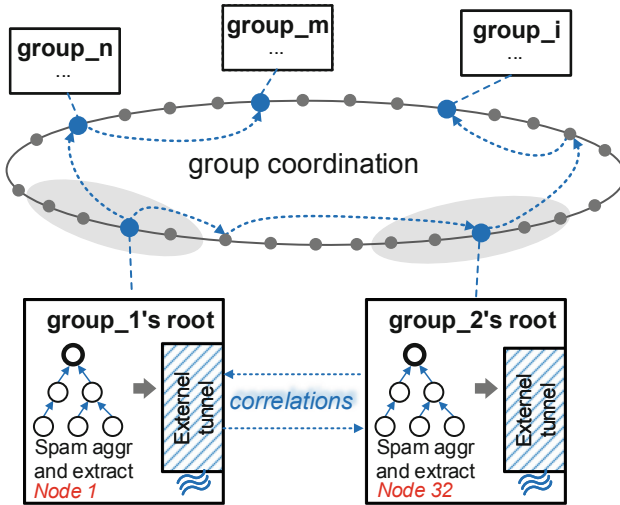 group_n
...
group_m
...
group_i
...
group coordination
group_1's root
External
tunnel
Spam aggr
and extract
Node 1
correlations
group_2's root
Externel
tunnel
Spam aggr
and extract
Node 32